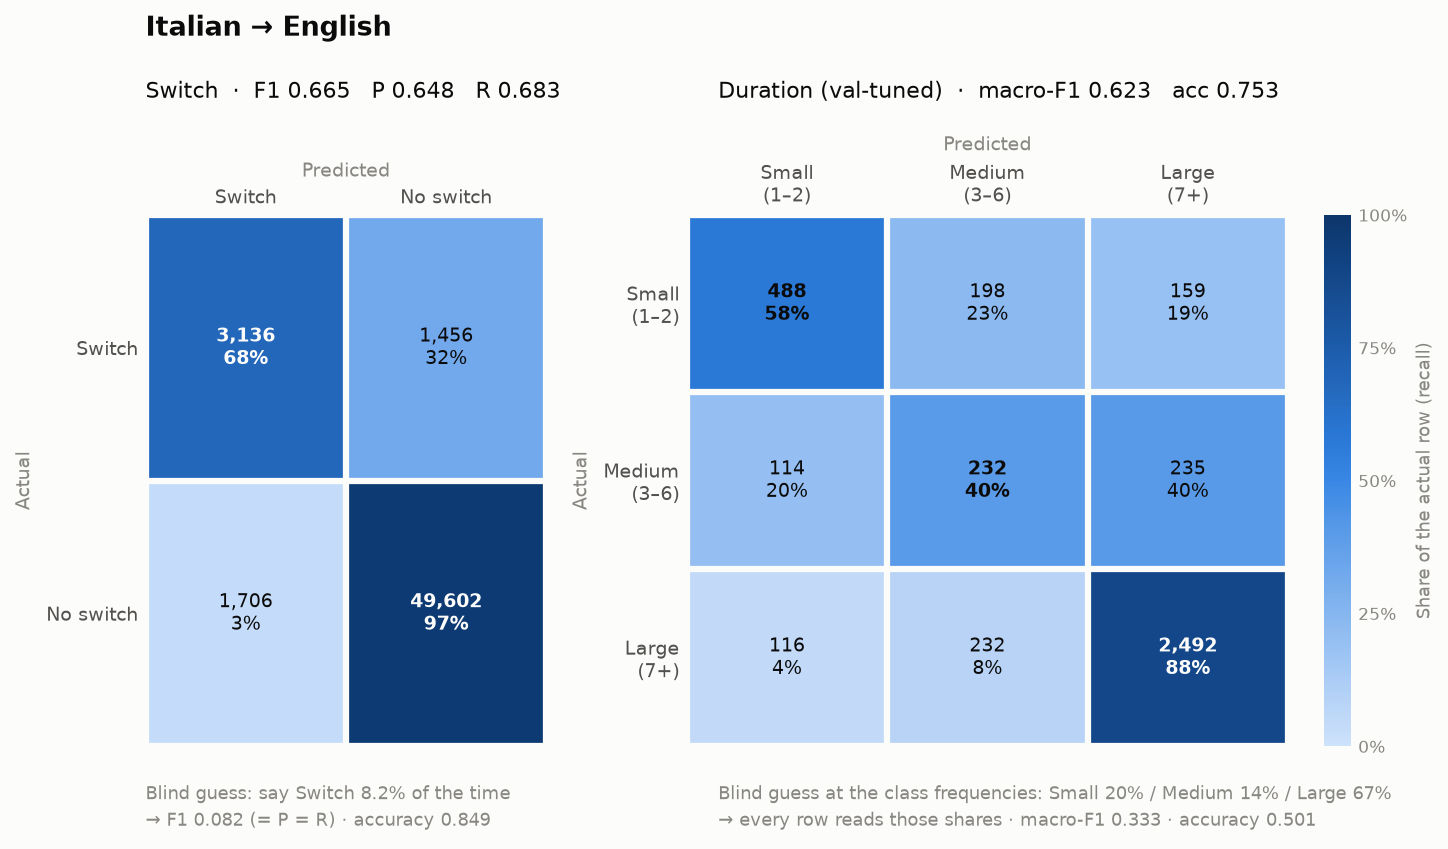 Italian → English
Switch · F1 0.665 P 0.648 R 0.683
Predicted
Switch No switch
Actual
Switch
3,136 1,456
68% 32%
No switch
1,706 49,602
3% 97%
Blind guess: say Switch 8.2% of the time
→ F1 0.082 (= P = R) · accuracy 0.849
Duration (val-tuned) · macro-F1 0.623 acc 0.753
Predicted
Small Medium Large
(1–2) (3–6) (7+)
Actual
Small
(1–2)
488 198 159
58% 23% 19%
Medium
(3–6)
114 232 235
20% 40% 40%
Large
(7+)
116 232 2,492
4% 8% 88%
100%
75%
50%
25%
0%
Share of the actual row (recall)
Blind guess at the class frequencies: Small 20% / Medium 14% / Large 67%
→ every row reads those shares · macro-F1 0.333 · accuracy 0.501